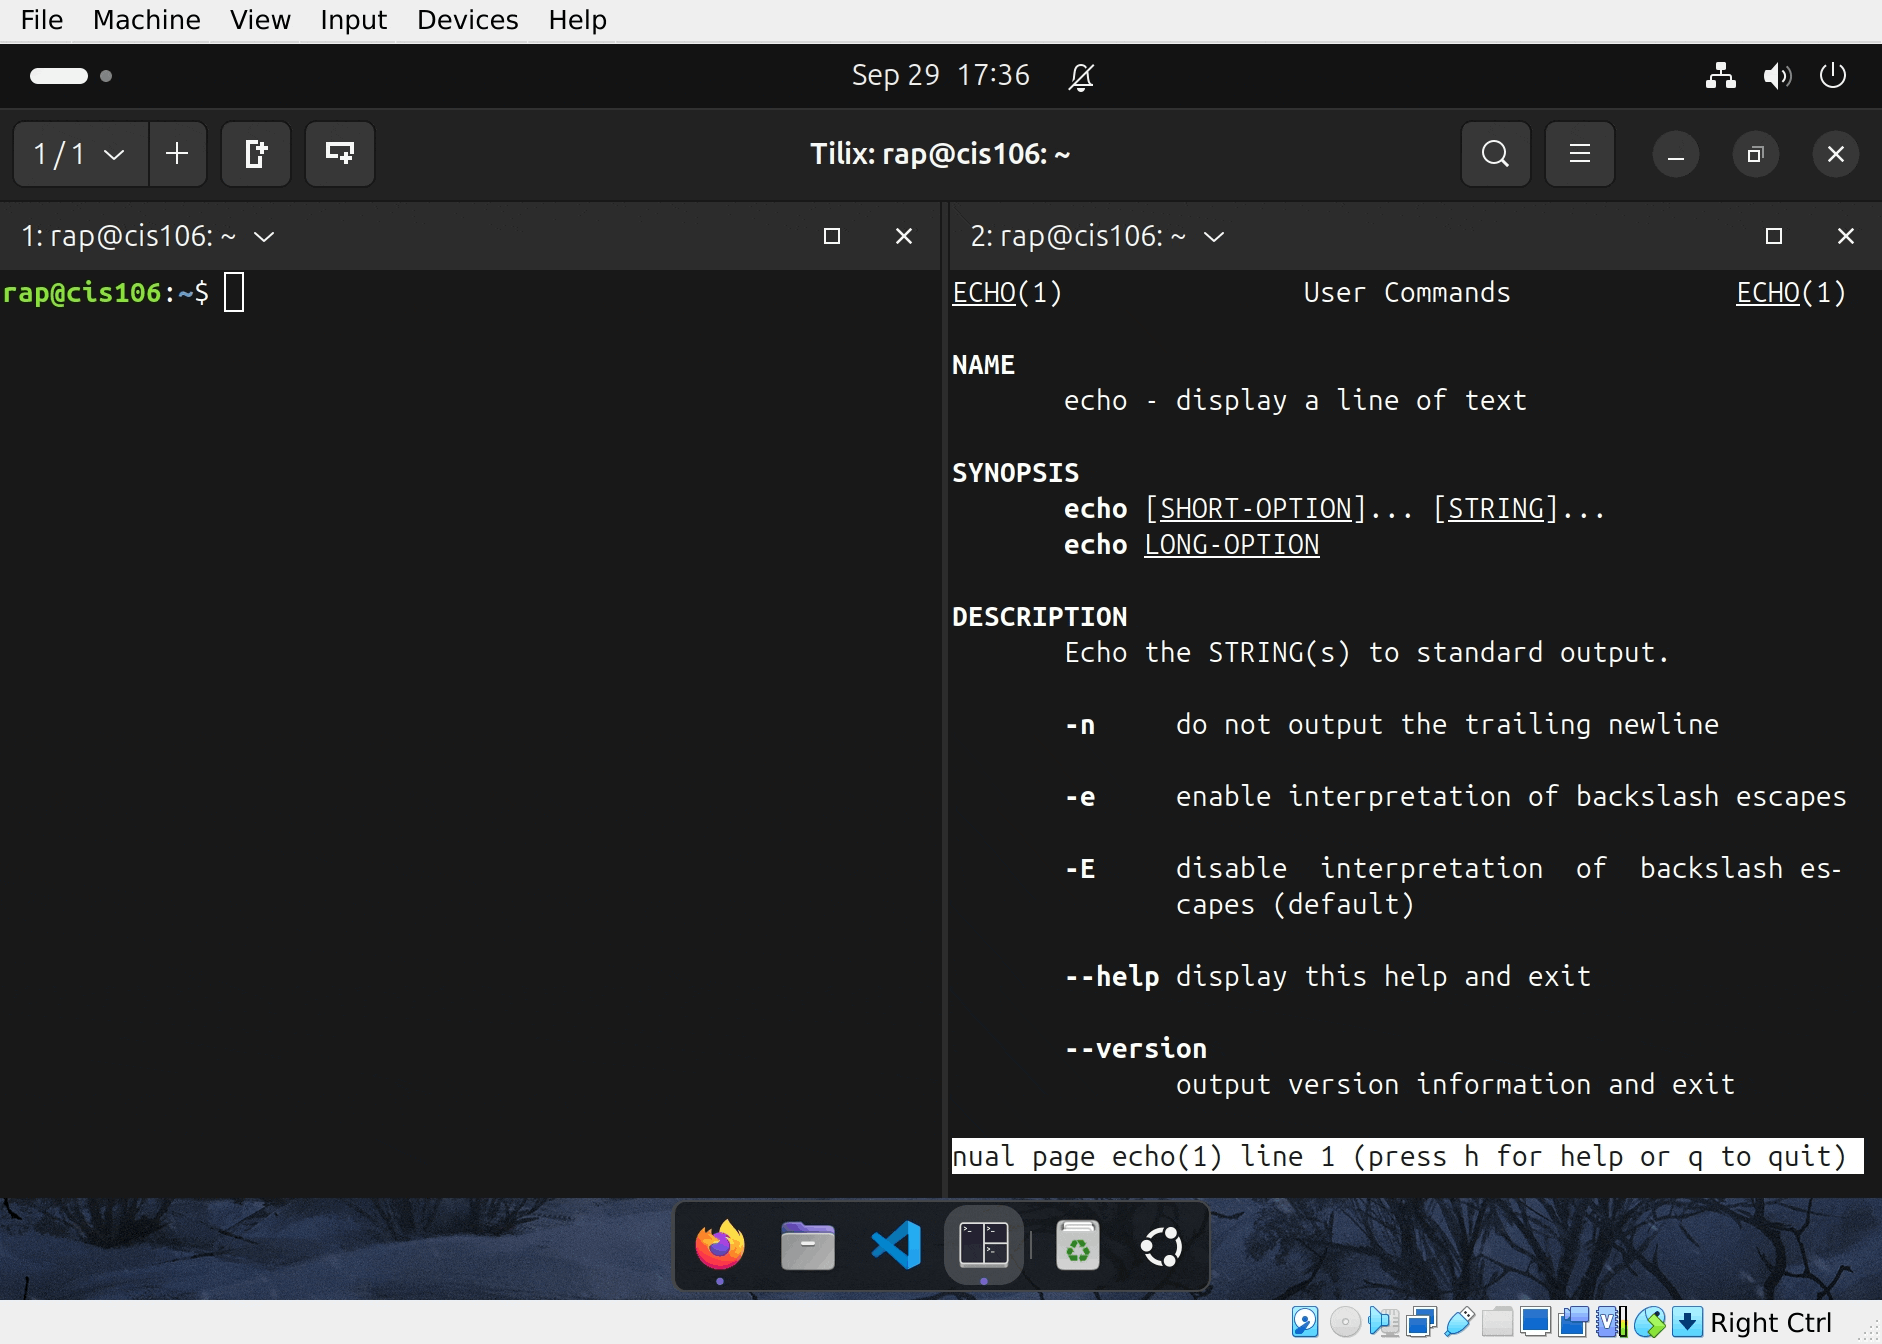 File Machine View Input Devices Help
Sep 29 17:36
1 / 1
Tilix: rap@cis106: ~
1: rap@cis106: ~
2: rap@cis106: ~
rap@cis106:~$
ECHO(1) User Commands ECHO(1)
NAME
echo - display a line of text
SYNOPSIS
echo [SHORT-OPTION]... [STRING]...
echo LONG-OPTION
DESCRIPTION
Echo the STRING(s) to standard output.
-n do not output the trailing newline
-e enable interpretation of backslash escapes
-E disable interpretation of backslash es-
capes (default)
--help display this help and exit
--version
output version information and exit
nual page echo(1) line 1 (press h for help or q to quit)
Right Ctrl